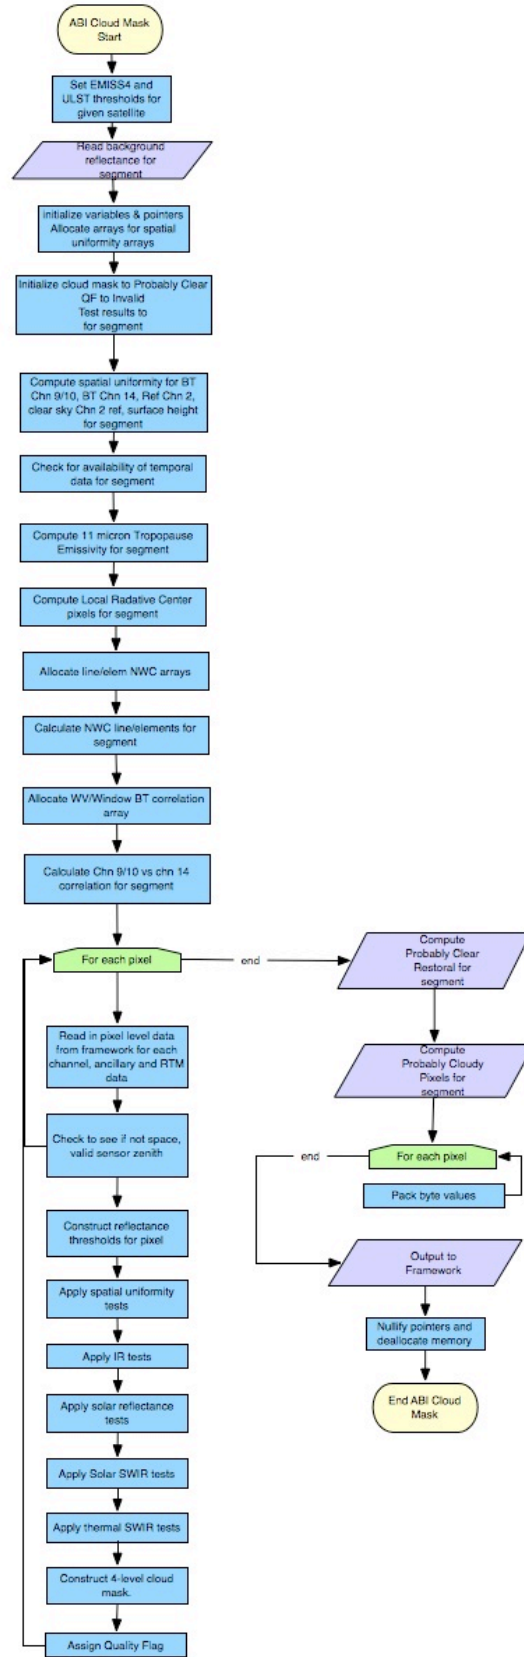 ABI Cloud Mask
Start
Set EMISS4 and
ULST thresholds for
given satellite
Read background
reflectance for
segment
initialize variables & pointers
Allocate arrays for spatial
uniformity arrays
Initialize cloud mask to Probably Clear
QF to Invalid
Test results to
for segment
Compute spatial uniformity for BT
Chn 9/10, BT Chn 14, Ref Chn 2,
clear sky Chn 2 ref, surface height
for segment
Check for availability of temporal
data for segment
Compute 11 micron Tropopause
Emissivity for segment
Compute Local Radative Center
pixels for segment
Allocate line/elem NWC arrays
Calculate NWC line/elements for
segment
Allocate WV/Window BT correlation
array
Calculate Chn 9/10 vs chn 14
correlation for segment
For each pixel
end
Read in pixel level data
from framework for each
channel, ancillary and RTM
data
Check to see if not space,
valid sensor zenith
Construct reflectance
thresholds for pixel
Apply spatial uniformity
tests
Apply IR tests
Apply solar reflectance
tests
Apply Solar SWIR tests
Apply thermal SWIR tests
Construct 4-level cloud
mask.
Assign Quality Flag
Compute
Probably Clear
Restoral for
segment
Compute
Probably Cloudy
Pixels for
segment
end
For each pixel
Pack byte values
Output to
Framework
Nullify pointers and
deallocate memory
End ABI Cloud
Mask